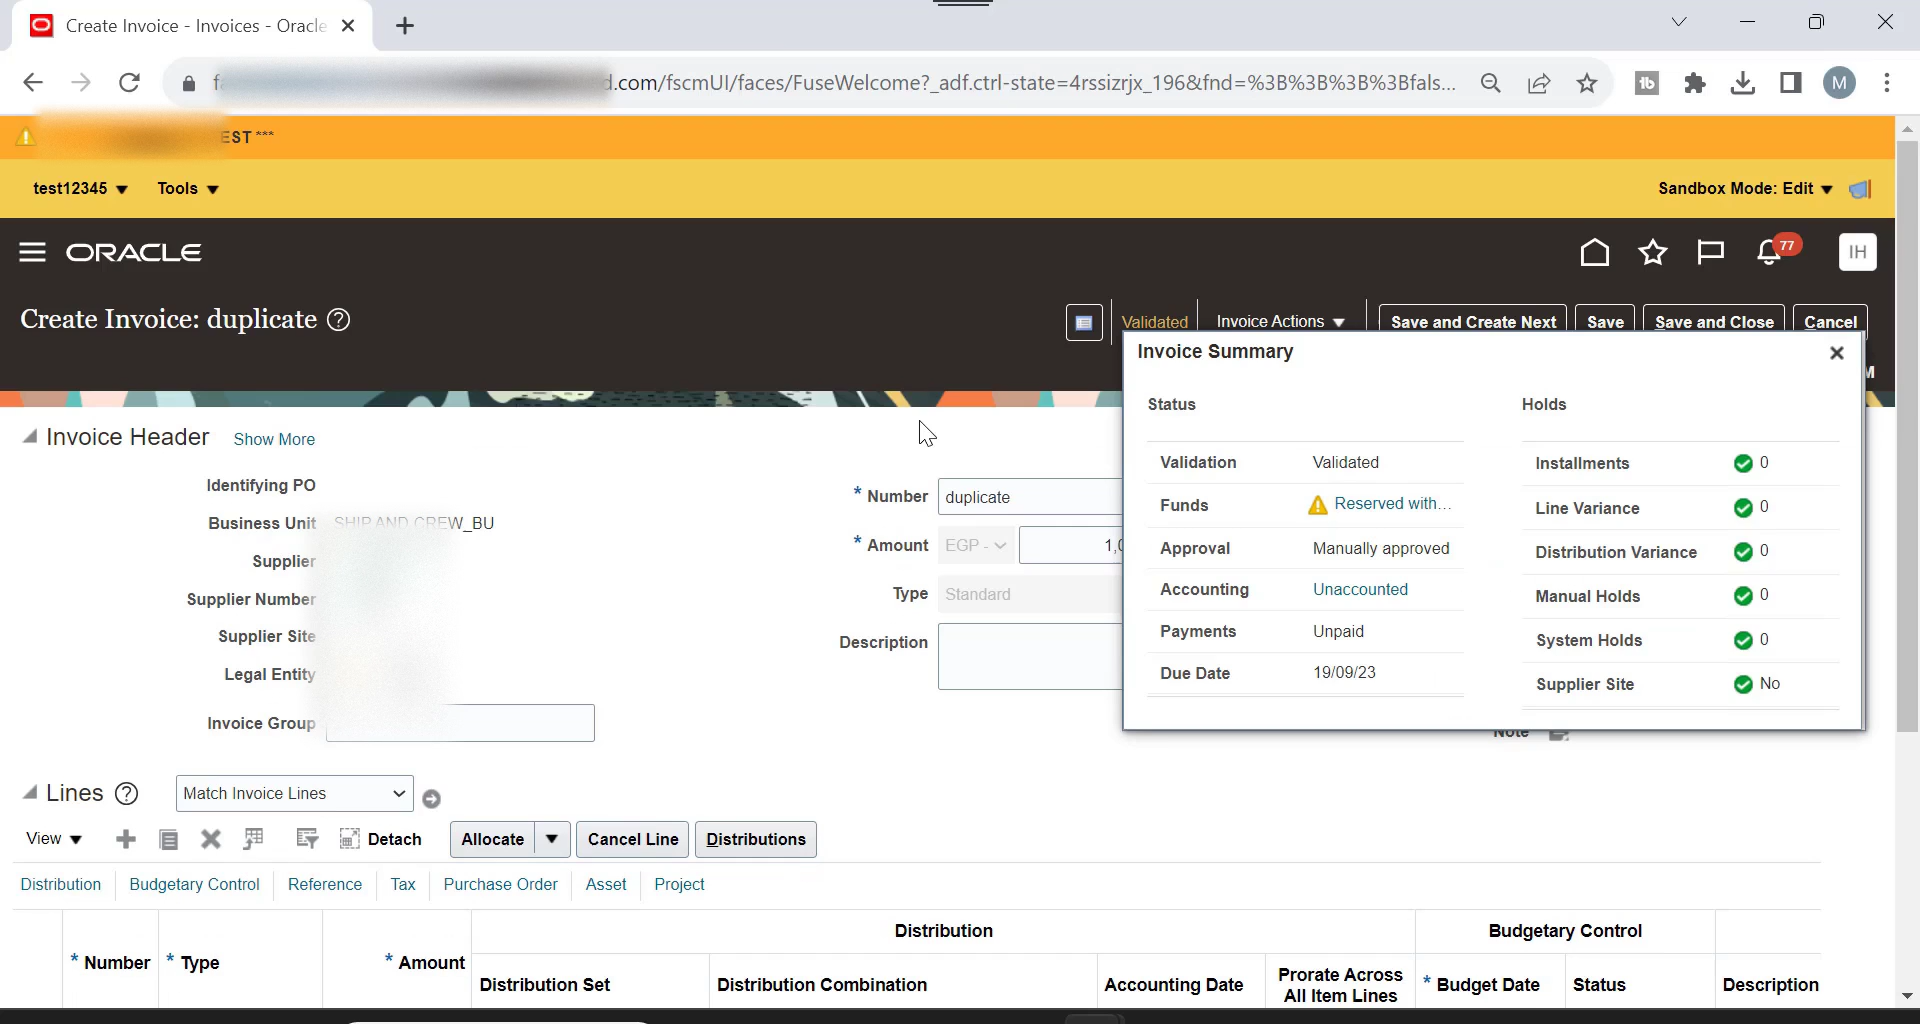 Create Invoice - Invoices - Oracle
d.com/fscmUI/faces/FuseWelcome?_adf.ctrl-state=4rssizrjx_196&fnd=%3B%3B%3B%3Bfals...
M
EST ***
test12345 Tools Sandbox Mode: Edit
ORACLE 77 IH
Create Invoice: duplicate
Validated Invoice Actions Save and Create Next Save Save and Close Cancel
Invoice Summary
M
Status Holds
Invoice Header Show More
Validation Validated Installments 0
Identifying PO
* Number duplicate
Funds Reserved with... Line Variance 0
Business Unit SHIP AND CREW_BU
* Amount EGP - 1,0
Approval Manually approved Distribution Variance 0
Supplier
Type Standard
Accounting Unaccounted Manual Holds 0
Supplier Number
Description
Payments Unpaid System Holds 0
Supplier Site
Due Date 19/09/23 Supplier Site No
Legal Entity
Invoice Group
Note
Lines Match Invoice Lines
View Detach Allocate Cancel Line Distributions
Distribution Budgetary Control Reference Tax Purchase Order Asset Project
Distribution Budgetary Control
* Number * Type * Amount
Distribution Set Distribution Combination Accounting Date Prorate Across
All Item Lines
* Budget Date Status Description